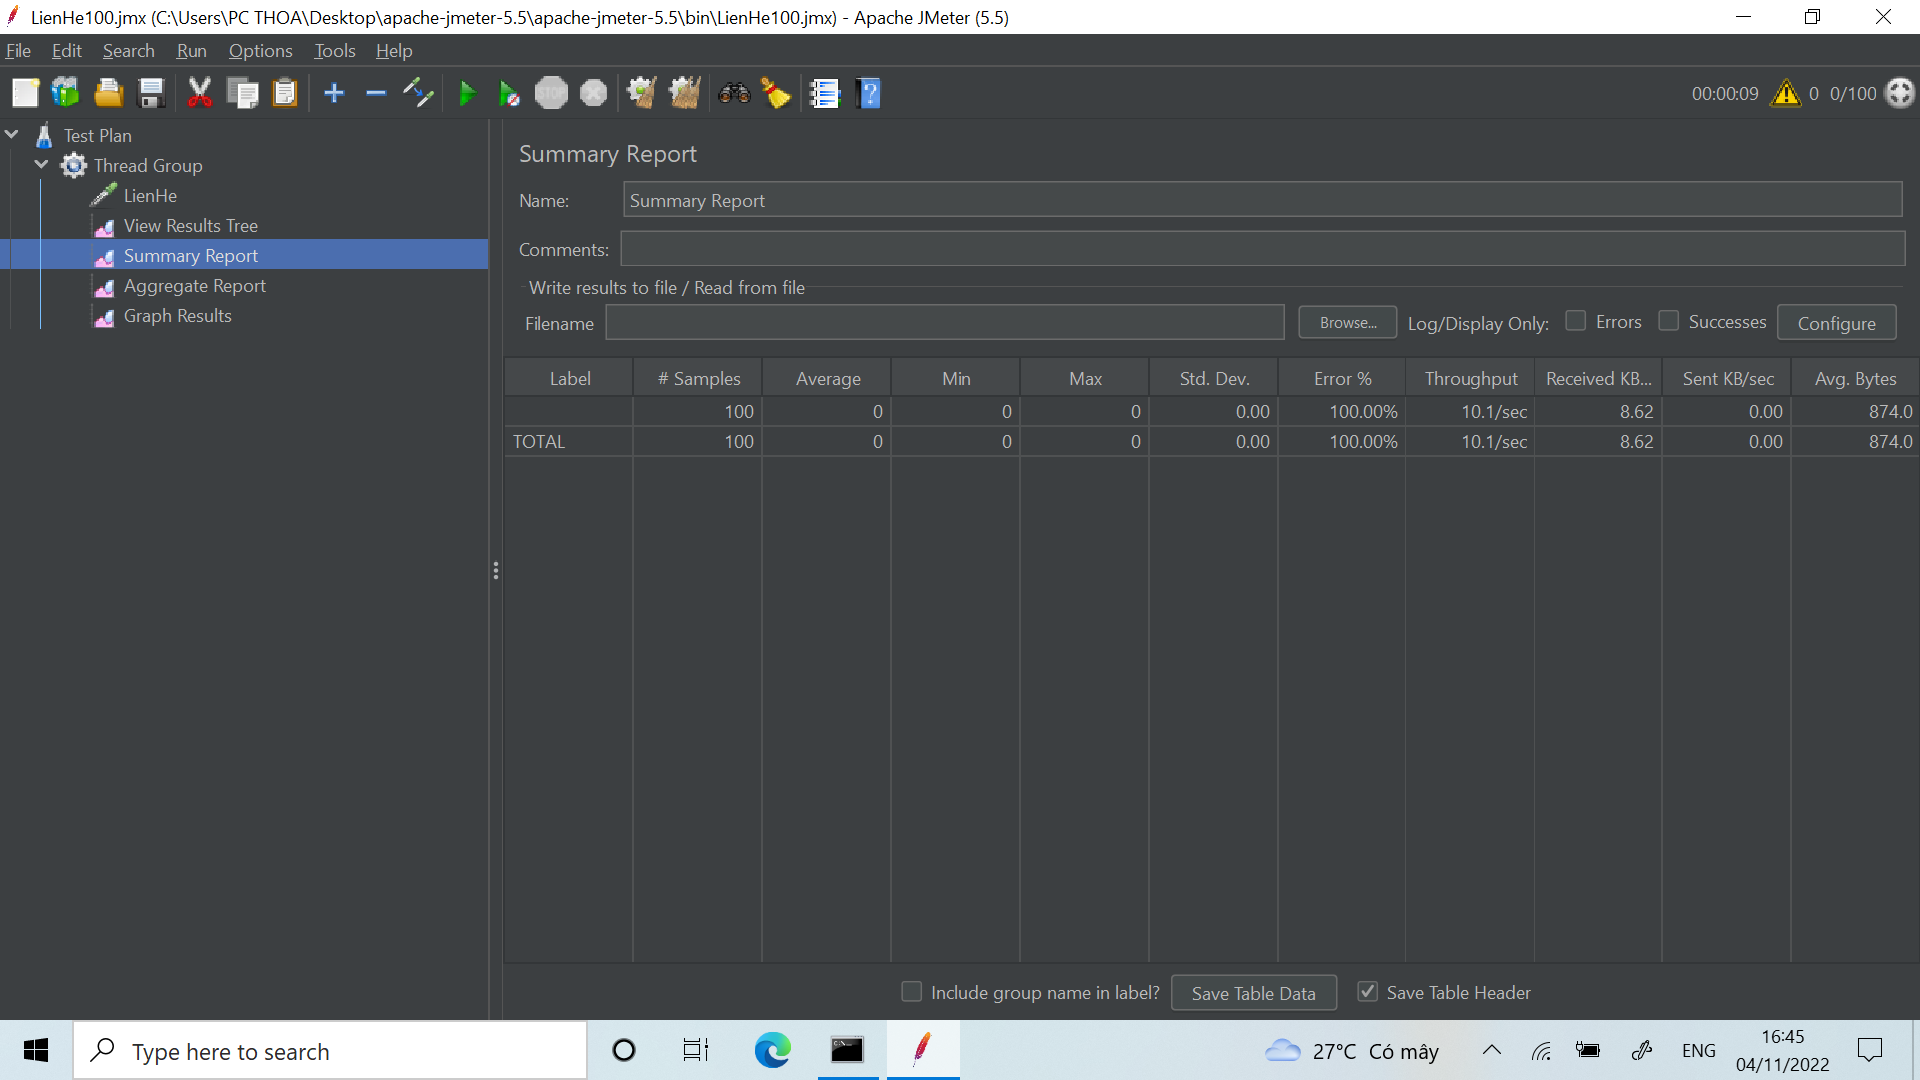 LienHe100.jmx (C:\Users\PC THOA\Desktop\apache-jmeter-5.5\apache-jmeter-5.5\bin\LienHe100.jmx) - Apache JMeter (5.5)
File Edit Search Run Options Tools Help
STOP 00:00:09 0 0/100
Test Plan
Thread Group
LienHe
View Results Tree
Summary Report
Aggregate Report
Graph Results
Summary Report
Name: Summary Report
Comments:
Write results to file / Read from file
Filename Browse... Log/Display Only: Errors Successes Configure
Label # Samples Average Min Max Std. Dev. Error % Throughput Received KB... Sent KB/sec Avg. Bytes
100 0 0 0 0.00 100.00% 10.1/sec 8.62 0.00 874.0
TOTAL 100 0 0 0 0.00 100.00% 10.1/sec 8.62 0.00 874.0
Include group name in label? Save Table Data Save Table Header
Type here to search
27°C Có mây
ENG
16:45
04/11/2022